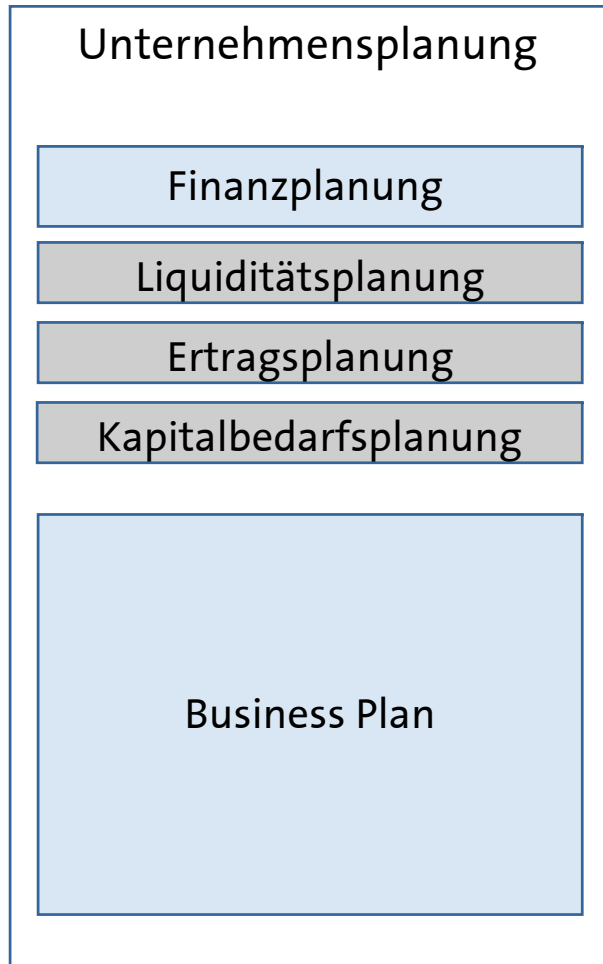 Unternehmensplanung
Finanzplanung
Liquiditätsplanung
Ertragsplanung
Kapitalbedarfsplanung
Business Plan